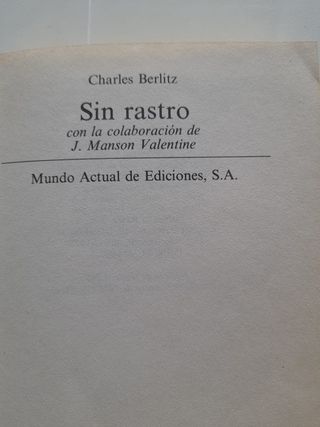 Charles Berlitz
Sin rastro
con la colaboración de
J. Manson Valentine
Mundo Actual de Ediciones, S.A.